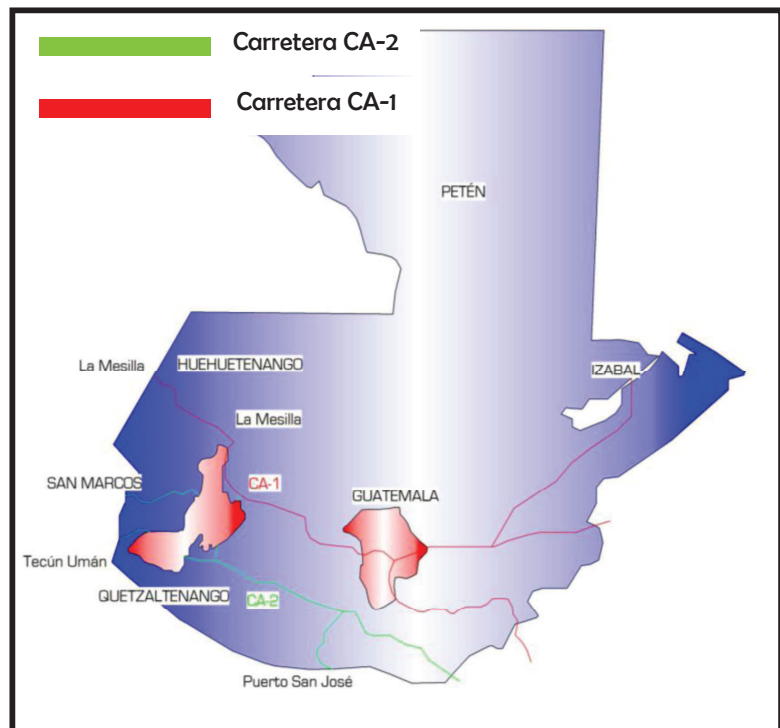 Carretera CA-2
Carretera CA-1
PETÉN
La Mesilla
HUEHUETENANGO
IZABAL
La Mesilla
SAN MARCOS
CA-1
GUATEMALA
Tecún Umán
QUETZALTENANGO
CA-2
Puerto San José